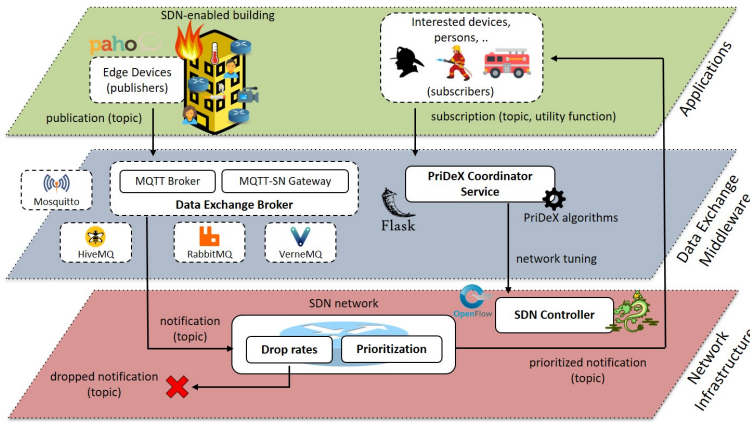 SDN-enabled building
paho
Edge Devices
(publishers)
Interested devices,
persons, ..
(subscribers)
publication (topic)
subscription (topic, utility function)
Applications
Mosquitto
MQTT Broker
MQTT-SN Gateway
Data Exchange Broker
HiveMQ
RabbitMQ
VerneMQ
Flask
PriDeX Coordinator
Service
PriDeX algorithms
network tuning
Data Exchange
Middleware
SDN network
OpenFlow
SDN Controller
notification
(topic)
Drop rates
Prioritization
prioritized notification
(topic)
dropped notification
(topic)
Network
Infrastructure